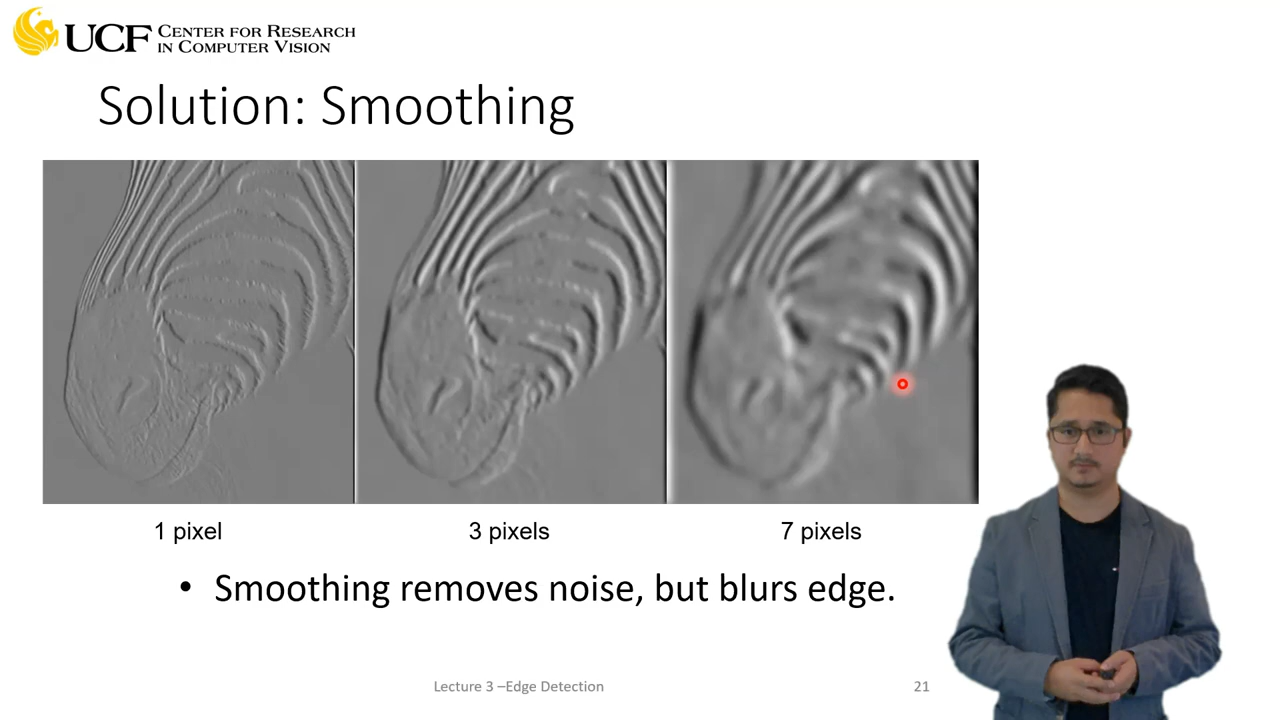 UCF CENTER FOR RESEARCH
IN COMPUTER VISION
Solution: Smoothing
1 pixel 3 pixels 7 pixels
• Smoothing removes noise, but blurs edge.
Lecture 3 –Edge Detection 21